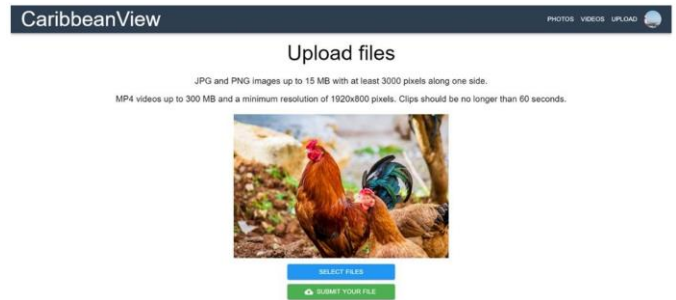 CaribbeanView
PHOTOS VIDEOS UPLOAD
Upload files
JPG and PNG images up to 15 MB with at least 3000 pixels along one side.
MP4 videos up to 300 MB and a minimum resolution of 1920x800 pixels. Clips should be no longer than 60 seconds.
SELECT FILES
SUBMIT YOUR FILE